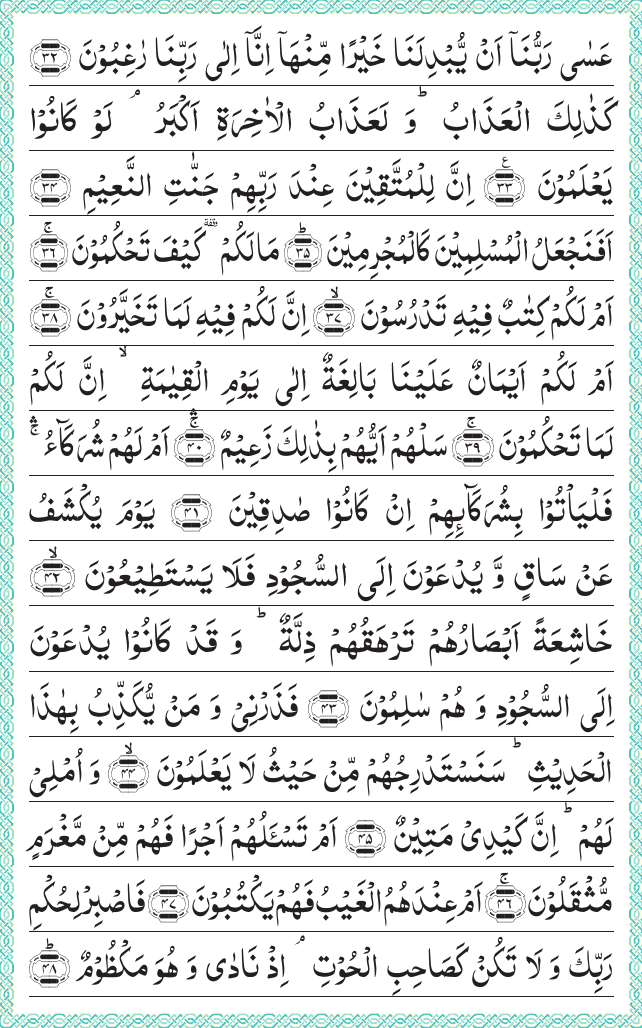 عَسٰى رَبُّنَاۤ اَنۡ يُّبۡدِلَنَا خَيۡرًا مِّنۡهَاۤ اِنَّاۤ اِلٰى رَبِّنَا رٰغِبُوۡنَ ﴿۳۲﴾
كَذٰلِكَ الۡعَذَابُ‌ؕ وَ لَعَذَابُ الۡاٰخِرَةِ اَكۡبَرُ‌ۘ لَوۡ كَانُوۡا
يَعۡلَمُوۡنَ ﴿۳۳﴾ اِنَّ لِلۡمُتَّقِيۡنَ عِنۡدَ رَبِّهِمۡ جَنّٰتِ النَّعِيۡمِ ﴿۳۴﴾
اَفَنَجۡعَلُ الۡمُسۡلِمِيۡنَ كَالۡمُجۡرِمِيۡنَؕ ﴿۳۵﴾ مَا لَكُمۡ كَيۡفَ تَحۡكُمُوۡنَ‌ۚ ﴿۳۶﴾
اَمۡ لَكُمۡ كِتٰبٌ فِيۡهِ تَدۡرُسُوۡنَۙ ﴿۳۷﴾ اِنَّ لَكُمۡ فِيۡهِ لَمَا تَخَيَّرُوۡنَ‌ۚ ﴿۳۸﴾
اَمۡ لَكُمۡ اَيۡمَانٌ عَلَيۡنَا بَالِغَةٌ اِلٰى يَوۡمِ الۡقِيٰمَةِ‌ۙ اِنَّ لَكُمۡ
لَمَا تَحۡكُمُوۡنَ‌ۚ ﴿۳۹﴾ سَلۡهُمۡ اَيُّهُمۡ بِذٰلِكَ زَعِيۡمٌ ۛۚ ﴿۴۰﴾ اَمۡ لَهُمۡ شُرَكَآءُ ۛۚ
فَلۡيَاۡتُوۡا بِشُرَكَآٮِٕهِمۡ اِنۡ كَانُوۡا صٰدِقِيۡنَ ﴿۴۱﴾ يَوۡمَ يُكۡشَفُ
عَنۡ سَاقٍ وَّ يُدۡعَوۡنَ اِلَى السُّجُوۡدِ فَلَا يَسۡتَطِيۡعُوۡنَۙ ﴿۴۲﴾
خَاشِعَةً اَبۡصَارُهُمۡ تَرۡهَقُهُمۡ ذِلَّةٌ‌ ؕ وَ قَدۡ كَانُوۡا يُدۡعَوۡنَ
اِلَى السُّجُوۡدِ وَ هُمۡ سٰلِمُوۡنَ ﴿۴۳﴾ فَذَرۡنِىۡ وَ مَنۡ يُّكَذِّبُ بِهٰذَا
الۡحَدِيۡثِ‌ؕ سَنَسۡتَدۡرِجُهُمۡ مِّنۡ حَيۡثُ لَا يَعۡلَمُوۡنَۙ ﴿۴۴﴾ وَ اُمۡلِىۡ
لَهُمۡ‌ؕ اِنَّ كَيۡدِىۡ مَتِيۡنٌ ﴿۴۵﴾ اَمۡ تَسۡـَٔلُهُمۡ اَجۡرًا فَهُمۡ مِّنۡ مَّغۡرَمٍ
مُّثۡقَلُوۡنَ‌ۚ ﴿۴۶﴾ اَمۡ عِنۡدَهُمُ الۡغَيۡبُ فَهُمۡ يَكۡتُبُوۡنَ ﴿۴۷﴾ فَاصۡبِرۡ لِحُكۡمِ
رَبِّكَ وَ لَا تَكُنۡ كَصَاحِبِ الۡحُوۡتِ‌ۘ اِذۡ نَادٰى وَ هُوَ مَكۡظُوۡمٌؕ ﴿۴۸﴾